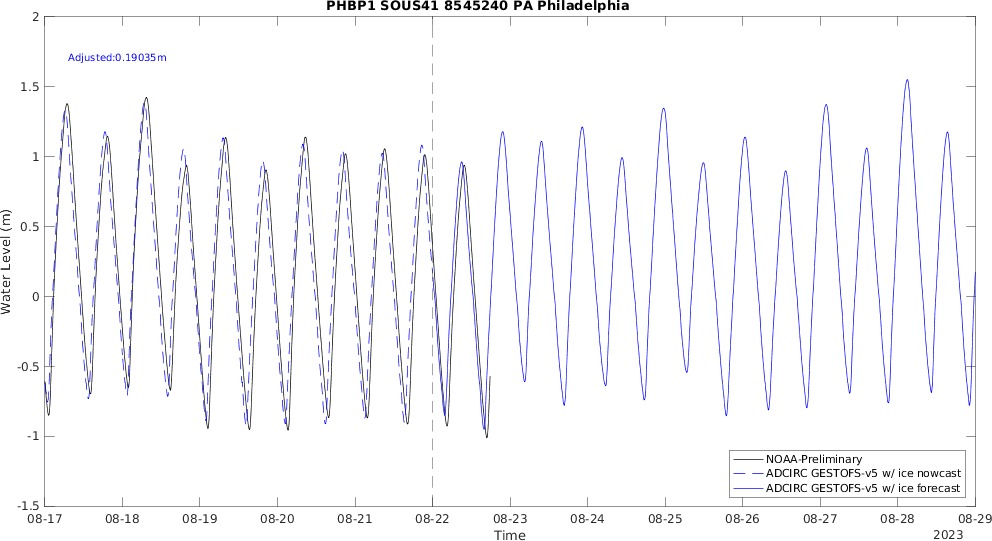 PHBP1 SOUS41 8545240 PA Philadelphia
Adjusted:0.19035m
Water Level (m)
2
1.5
1
0.5
0
-0.5
-1
-1.5
NOAA-Preliminary
ADCIRC GESTOFS-v5 w/ ice nowcast
ADCIRC GESTOFS-v5 w/ ice forecast
08-17 08-18 08-19 08-20 08-21 08-22 08-23 08-24 08-25 08-26 08-27 08-28 08-29
Time
2023